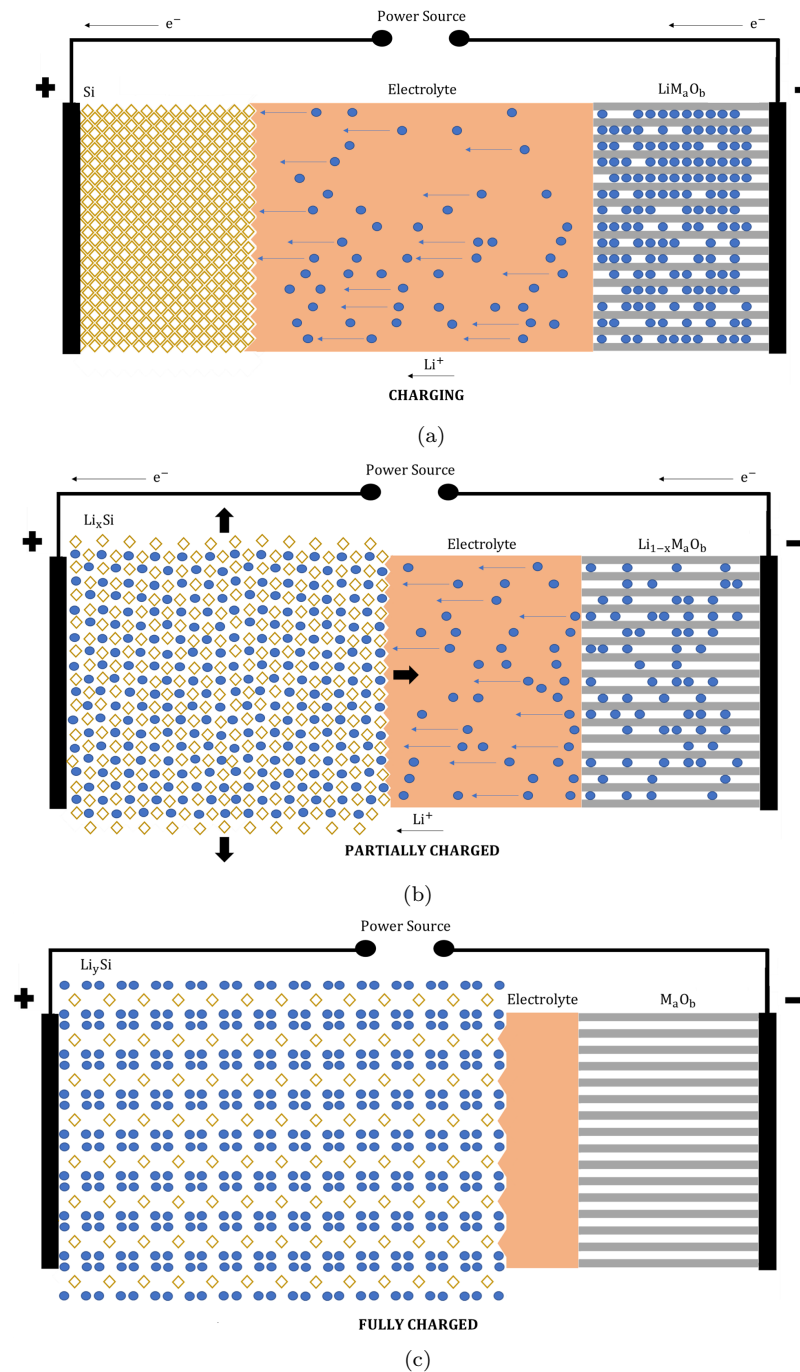 Power Source
e⁻ e⁻
+ −
Si Electrolyte LiMₐO_b
Li⁺
CHARGING
(a)
Power Source
e⁻ e⁻
LiₓSi
+ −
Electrolyte Li₁₋ₓMₐO_b
Li⁺
PARTIALLY CHARGED
(b)
Power Source
Li_ySi
+ −
Electrolyte MₐO_b
FULLY CHARGED
(c)